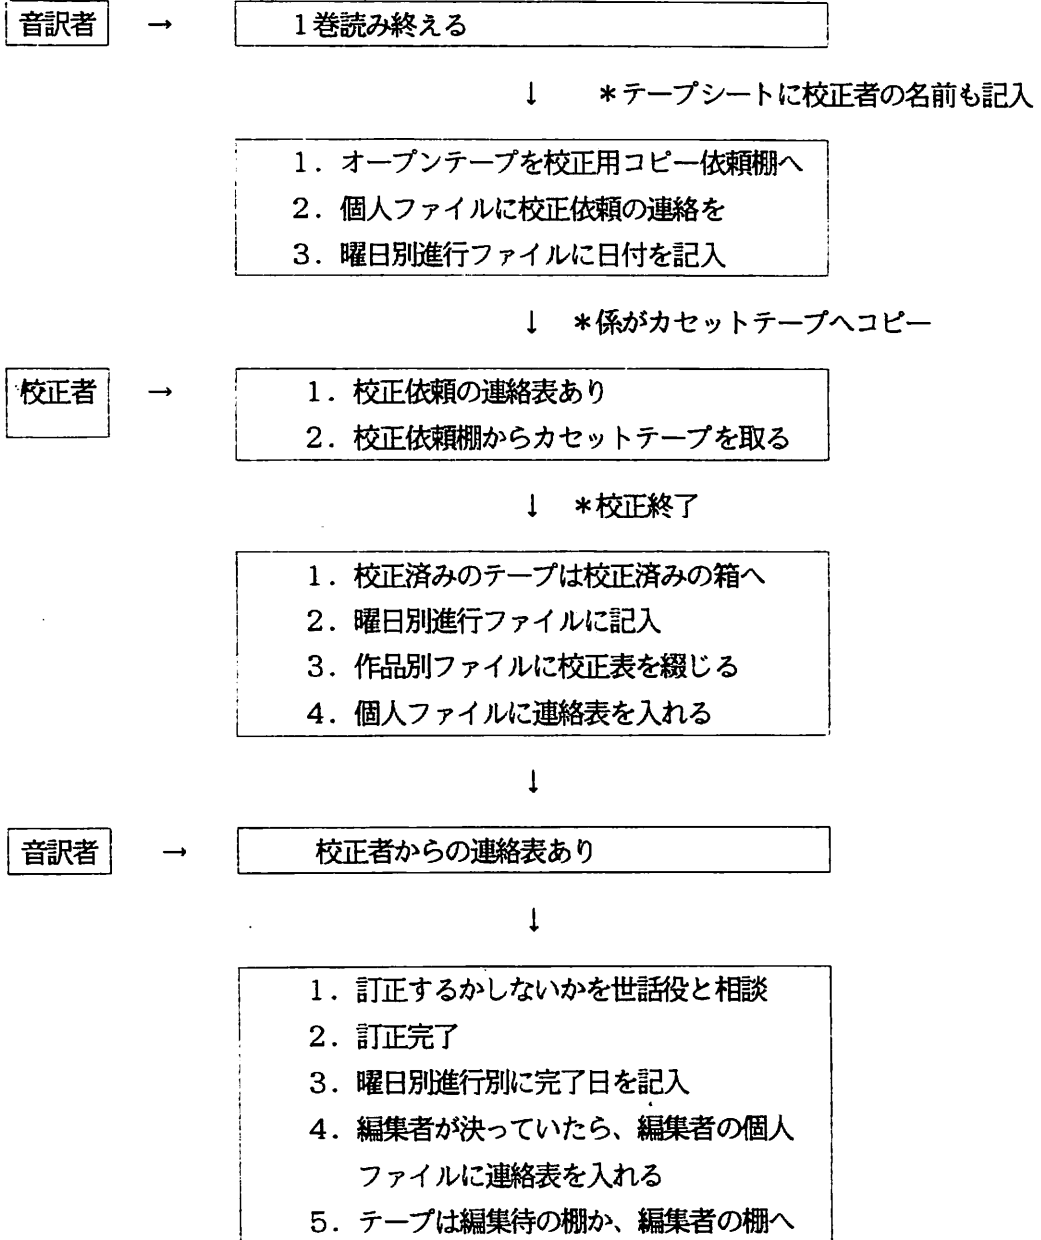 音訳者 → 1巻読み終える
↓ *テープシートに校正者の名前も記入
1. オープンテープを校正用コピー依頼棚へ
2. 個人ファイルに校正依頼の連絡を
3. 曜日別進行ファイルに日付を記入
↓ *係がカセットテープへコピー
校正者 → 1. 校正依頼の連絡表あり
2. 校正依頼棚からカセットテープを取る
↓ *校正終了
1. 校正済みのテープは校正済みの箱へ
2. 曜日別進行ファイルに記入
3. 作品別ファイルに校正表を綴じる
4. 個人ファイルに連絡表を入れる
↓
音訳者 → 校正者からの連絡表あり
↓
1. 訂正するかしないかを世話役と相談
2. 訂正完了
3. 曜日別進行別に完了日を記入
4. 編集者が決っていたら、編集者の個人
ファイルに連絡表を入れる
5. テープは編集待の棚か、編集者の棚へ